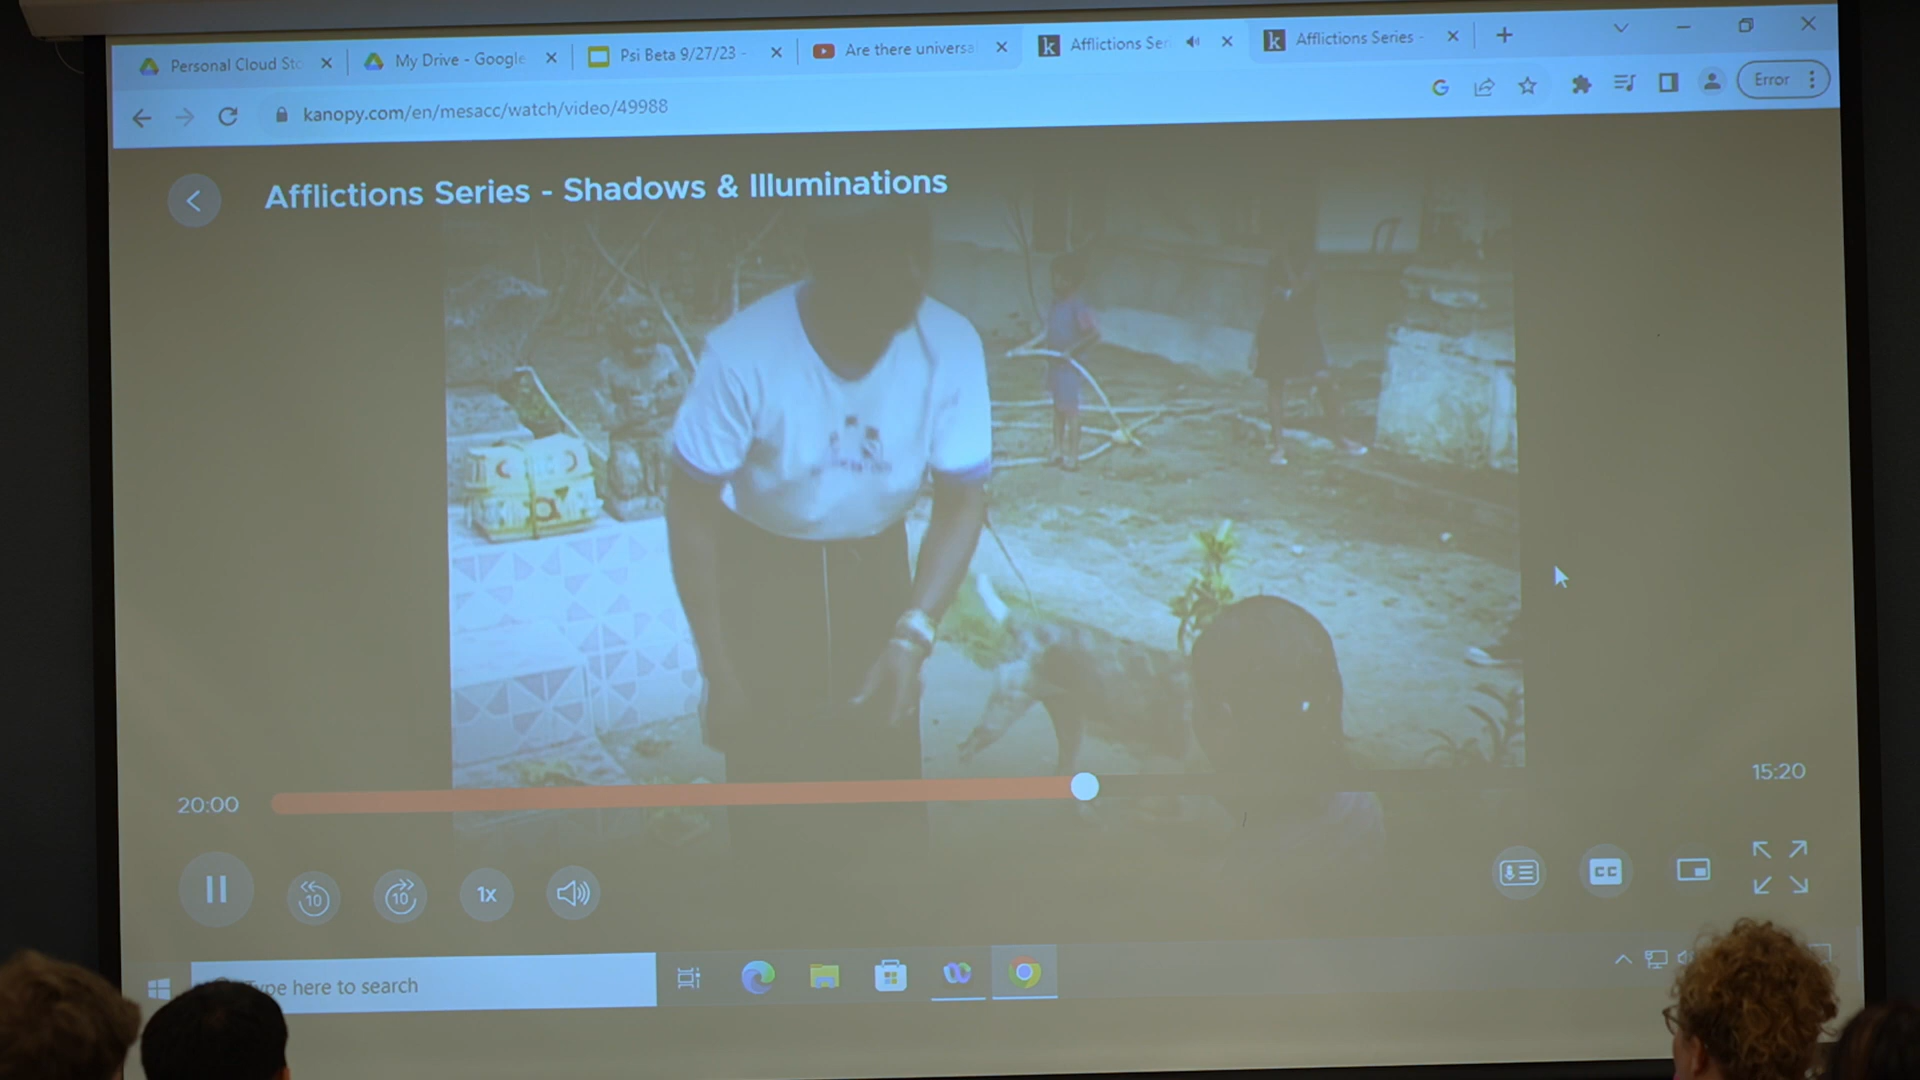 Personal Cloud Sto
My Drive - Google
Psi Beta 9/27/23 -
Are there universa
Afflictions Seri
Afflictions Series -
kanopy.com/en/mesacc/watch/video/49988
Error
Afflictions Series - Shadows & Illuminations
20:00
15:20
10
10
1x
CC
Type here to search